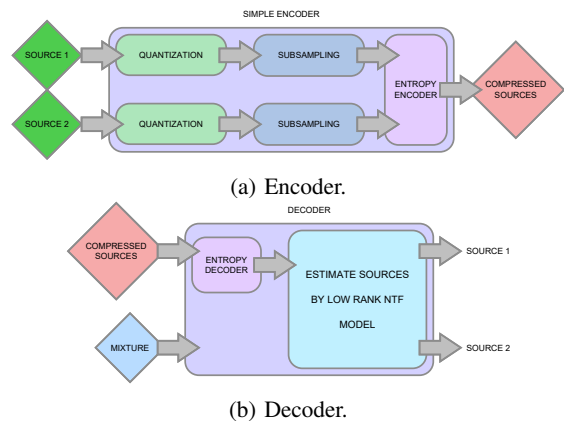 SIMPLE ENCODER
SOURCE 1
QUANTIZATION
SUBSAMPLING
ENTROPY
ENCODER
COMPRESSED
SOURCES
SOURCE 2
QUANTIZATION
SUBSAMPLING
(a) Encoder.
DECODER
COMPRESSED
SOURCES
ENTROPY
DECODER
ESTIMATE SOURCES
BY LOW RANK NTF
MODEL
SOURCE 1
MIXTURE
SOURCE 2
(b) Decoder.